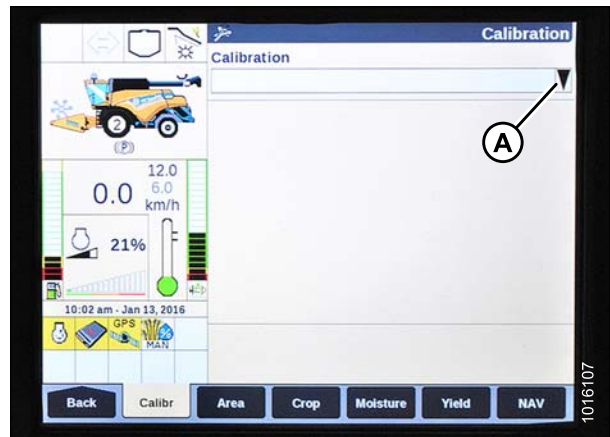 Calibration
Calibration
A
2
(P)
12.0
0.0 6.0
km/h
21%
10:02 am - Jan 13, 2016
GPS
MAN
Back Calibr Area Crop Moisture Yield NAV
1016107